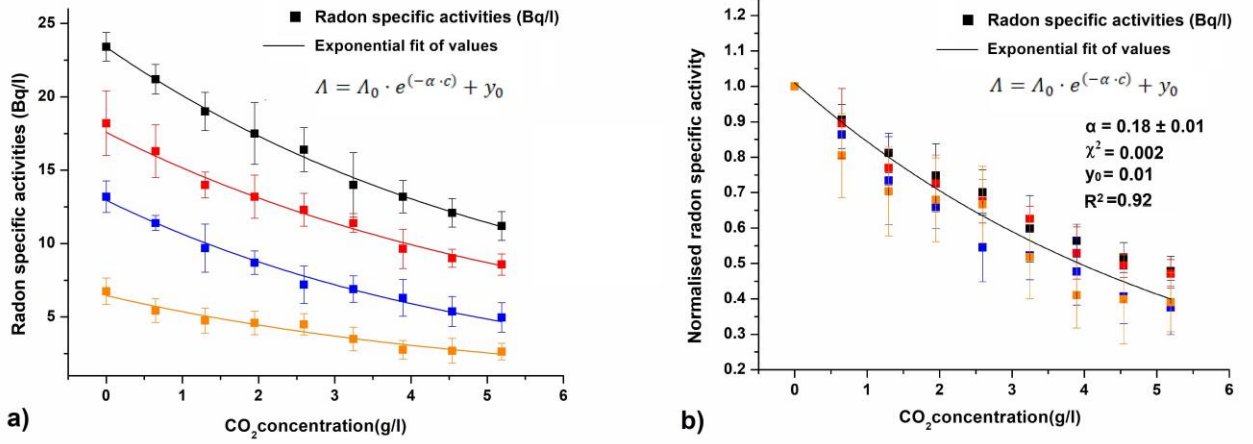 Radon specific activities (Bq/l)
Exponential fit of values
Λ = Λ₀ · e^(−α · c) + y₀
Radon specific activities (Bq/l)
25
20
15
10
5
0 1 2 3 4 5 6
CO₂concentration(g/l)
a)
Radon specific activities (Bq/l)
Exponential fit of values
Λ = Λ₀ · e^(−α · c) + y₀
α = 0.18 ± 0.01
χ² = 0.002
y₀ = 0.01
R² =0.92
Normalised radon specific activity
1.2
1.0
0.9
0.8
0.7
0.6
0.5
0.4
0.3
0.2
0 1 2 3 4 5 6
CO₂concentration(g/l)
b)